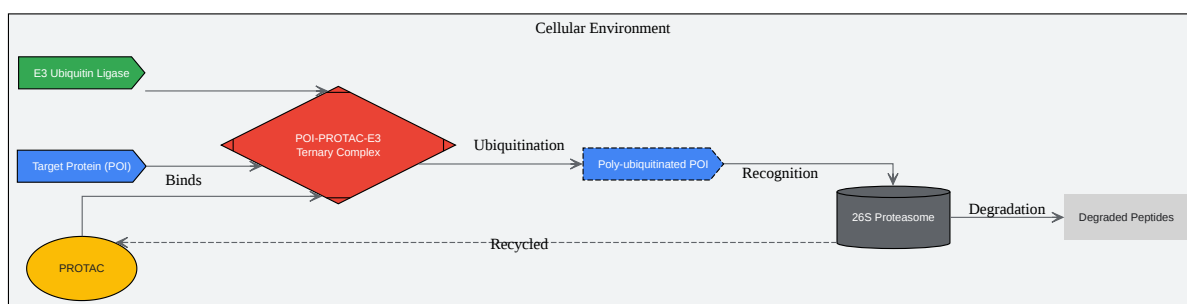 Cellular Environment
E3 Ubiquitin Ligase
POI-PROTAC-E3
Ternary Complex
Ubiquitination
Target Protein (POI)
Binds
Poly-ubiquitinated POI
Recognition
26S Proteasome
Degradation
Degraded Peptides
Recycled
PROTAC